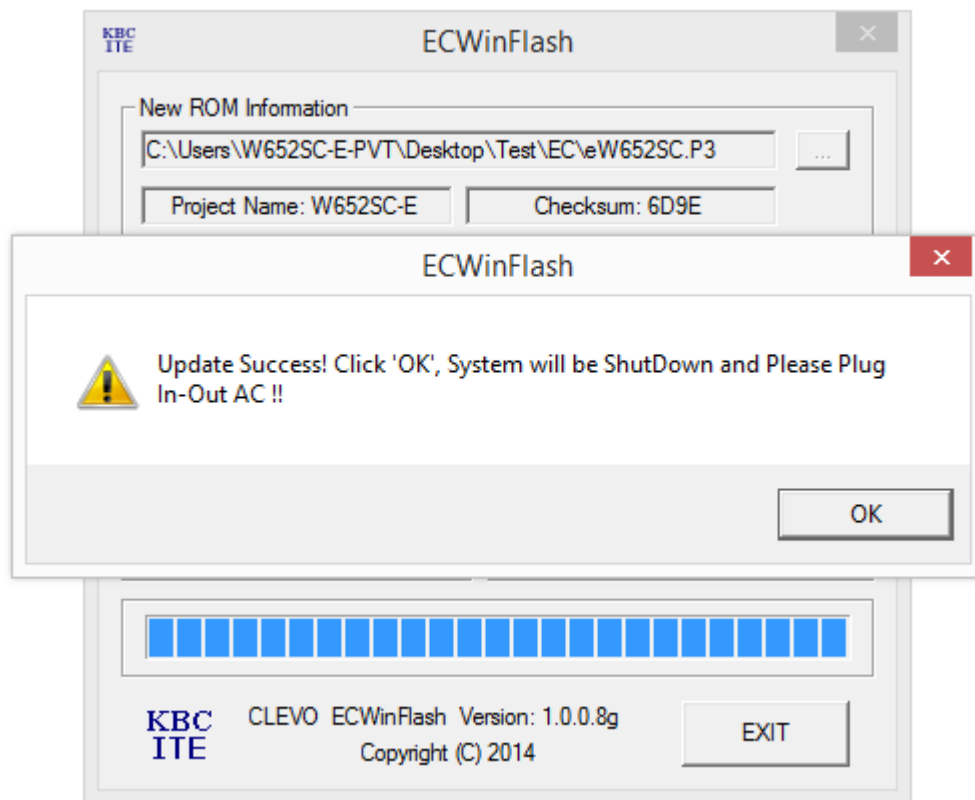 KBC
ITE
ECWinFlash
New ROM Information
C:\Users\W652SC-E-PVT\Desktop\Test\EC\eW652SC.P3
...
Project Name: W652SC-E
Checksum: 6D9E
ECWinFlash
Update Success! Click 'OK', System will be ShutDown and Please Plug
In-Out AC !!
OK
KBC
ITE
CLEVO ECWinFlash Version: 1.0.0.8g
Copyright (C) 2014
EXIT